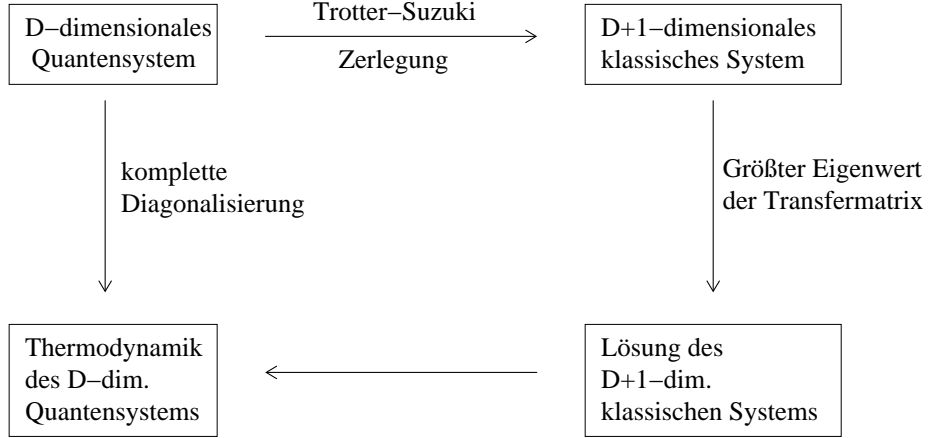 D−dimensionales
Quantensystem
Trotter−Suzuki
Zerlegung
D+1−dimensionales
klassisches System
komplette
Diagonalisierung
Größter Eigenwert
der Transfermatrix
Thermodynamik
des D−dim.
Quantensystems
Lösung des
D+1−dim.
klassischen Systems